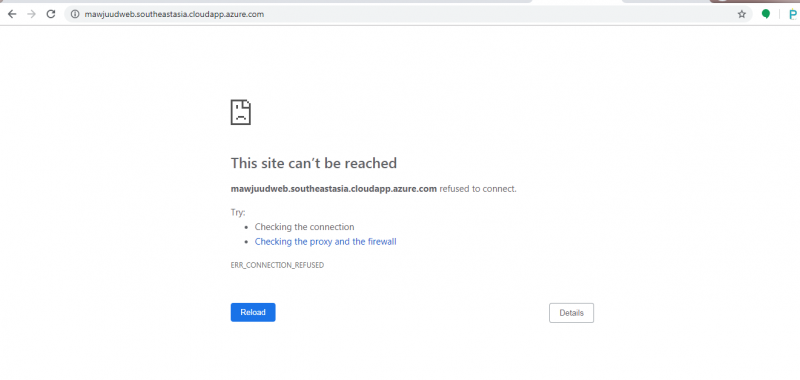 mawjuudweb.southeastasia.cloudapp.azure.com
This site can't be reached
mawjuudweb.southeastasia.cloudapp.azure.com refused to connect.
Try:
• Checking the connection
• Checking the proxy and the firewall
ERR_CONNECTION_REFUSED
Reload
Details